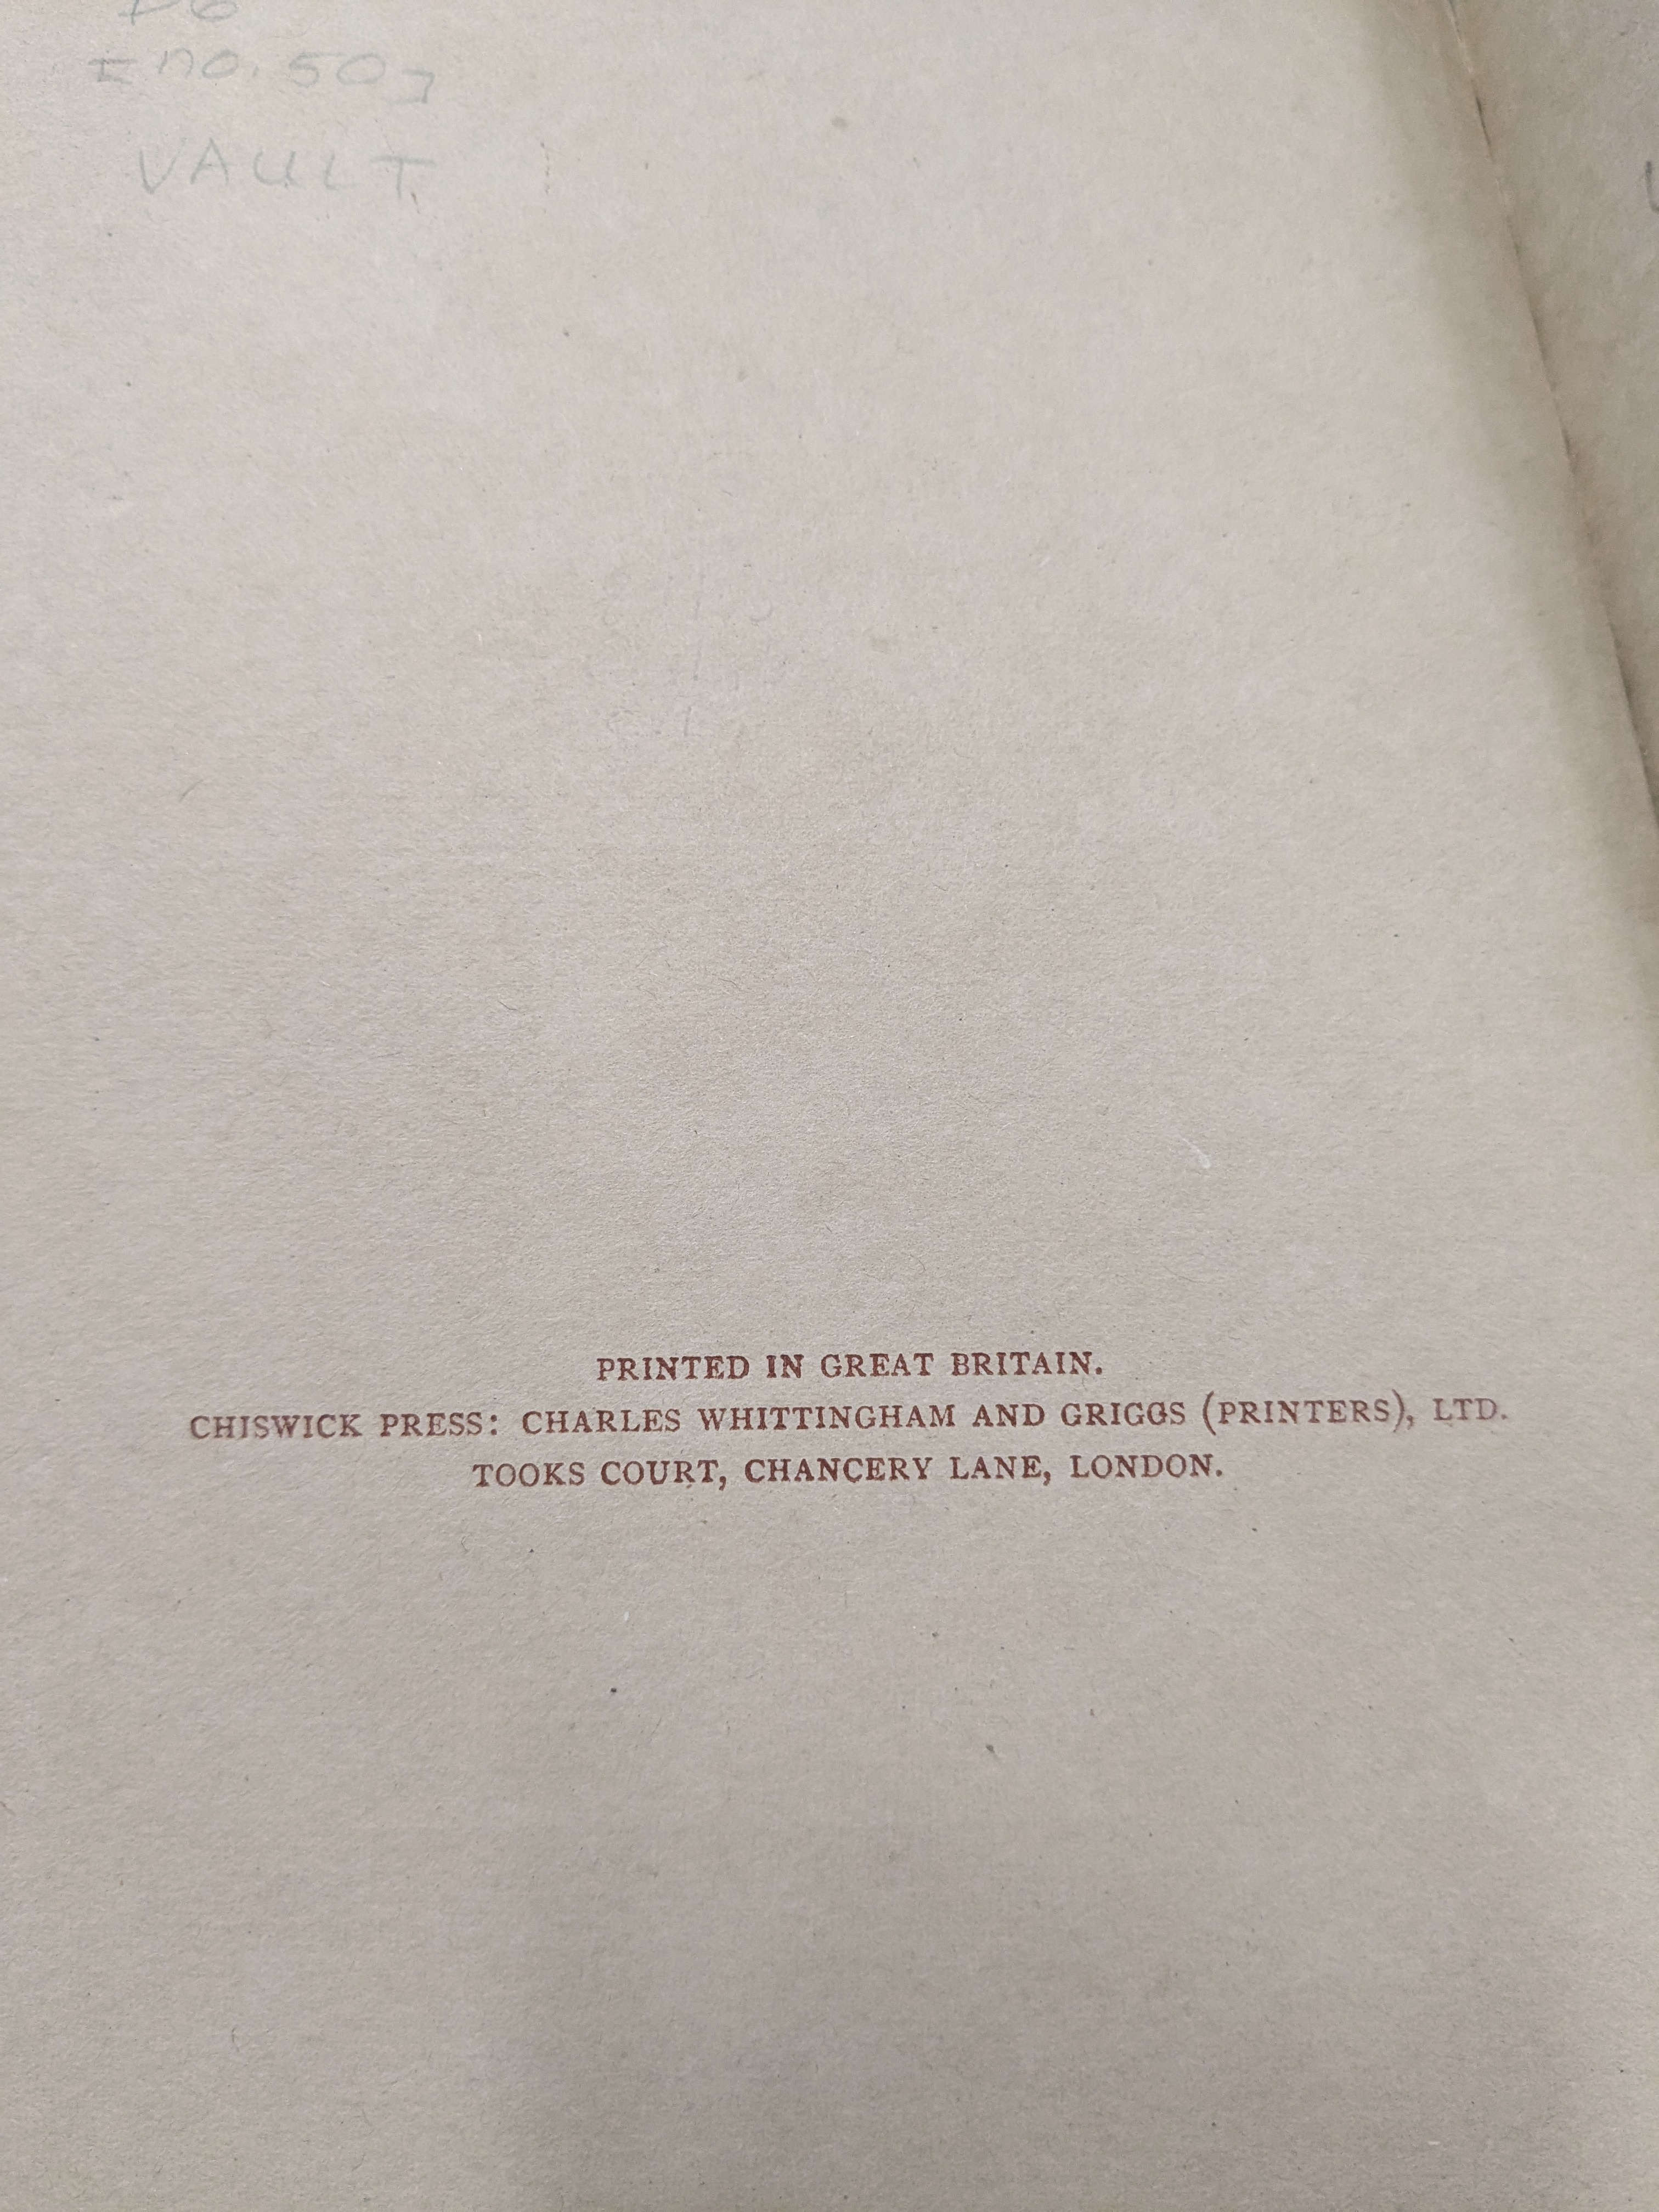 [no. 50]
VAULT
PRINTED IN GREAT BRITAIN.
CHISWICK PRESS: CHARLES WHITTINGHAM AND GRIGGS (PRINTERS), LTD.
TOOKS COURT, CHANCERY LANE, LONDON.